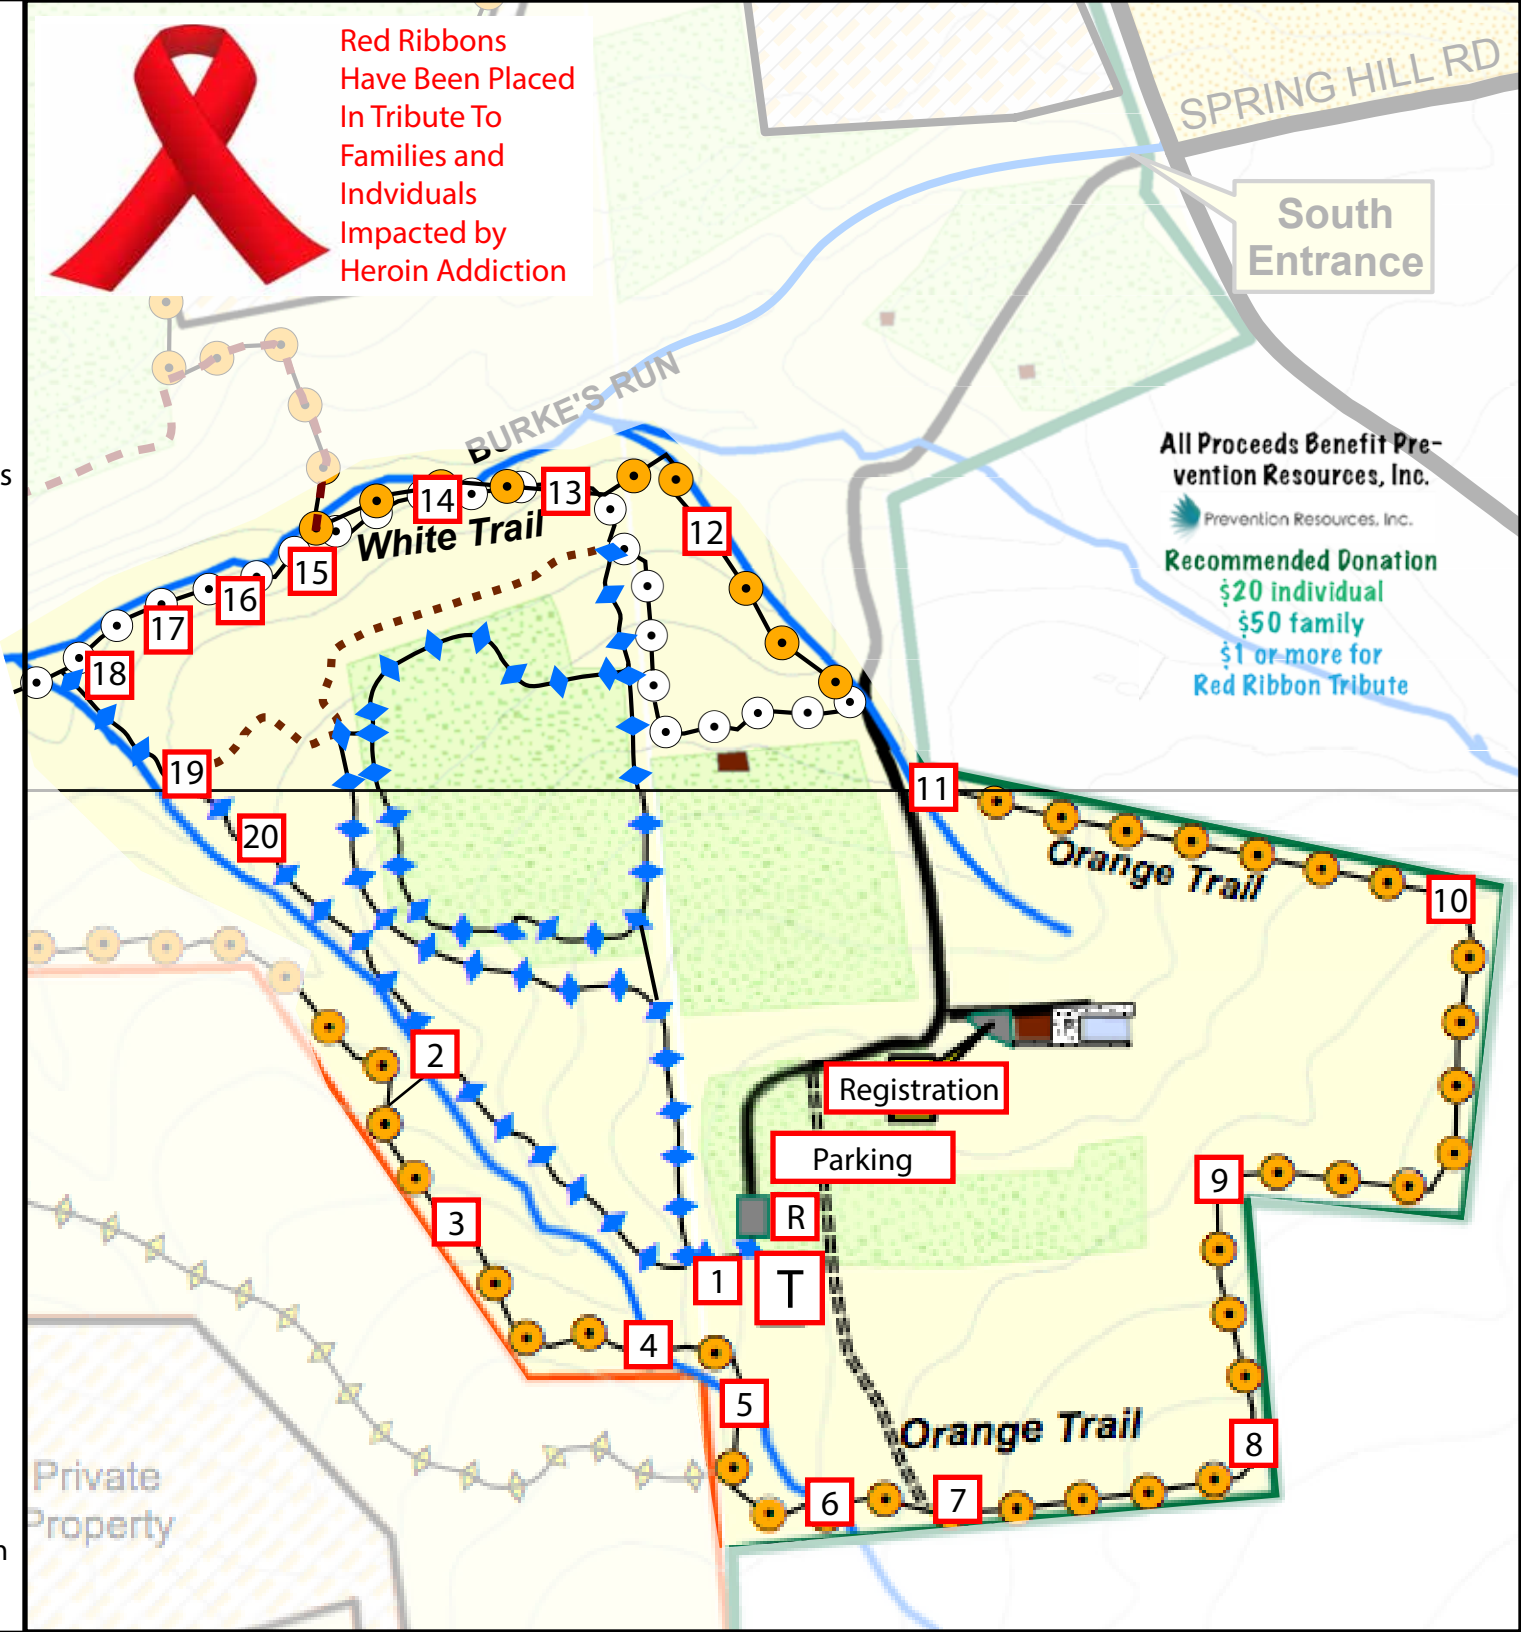 Red Ribbons
Have Been Placed
In Tribute To
Families and
Indviduals
Impacted by
Heroin Addiction
SPRING HILL RD
South
Entrance
BURKE'S RUN
All Proceeds Benefit Pre-
vention Resources, Inc.
Prevention Resources, Inc.
Recommended Donation
$20 individual
$50 family
$1 or more for
Red Ribbon Tribute
s
14
13
12
White Trail
15
16
17
18
19
11
20
Orange Trail
10
2
Registration
Parking
9
R
3
1
T
4
5
Orange Trail
8
6
7
Private
Property
n